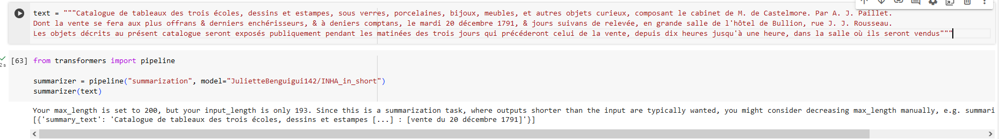 text = """Catalogue de tableaux des trois écoles, dessins et estampes, sous verres, porcelaines, bijoux, meubles, et autres objets curieux, composant le cabinet de M. de Castelmore. Par A. J. Paillet.
Dont la vente se fera aux plus offrans & derniers enchérisseurs, & à deniers comptans, le mardi 20 décembre 1791, & jours suivans de relevée, en grande salle de l'hôtel de Bullion, rue J. J. Rousseau.
Les objets décrits au présent catalogue seront exposés publiquement pendant les matinées des trois jours qui précéderont celui de la vente, depuis dix heures jusqu'à une heure, dans la salle où ils seront vendus"""
[63] from transformers import pipeline
2 s
summarizer = pipeline("summarization", model="JulietteBenguigui142/INHA_in_short")
summarizer(text)
Your max_length is set to 200, but your input_length is only 193. Since this is a summarization task, where outputs shorter than the input are typically wanted, you might consider decreasing max_length manually, e.g. summari
[{'summary_text': 'Catalogue de tableaux des trois écoles, dessins et estampes [...] : [vente du 20 décembre 1791]'}]